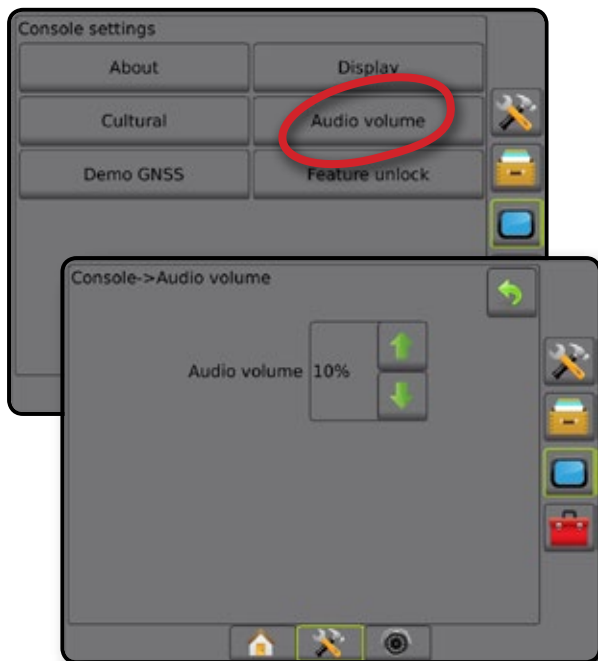 Console settings
About Display
Cultural Audio volume
Demo GNSS Feature unlock
Console->Audio volume
Audio volume 10%